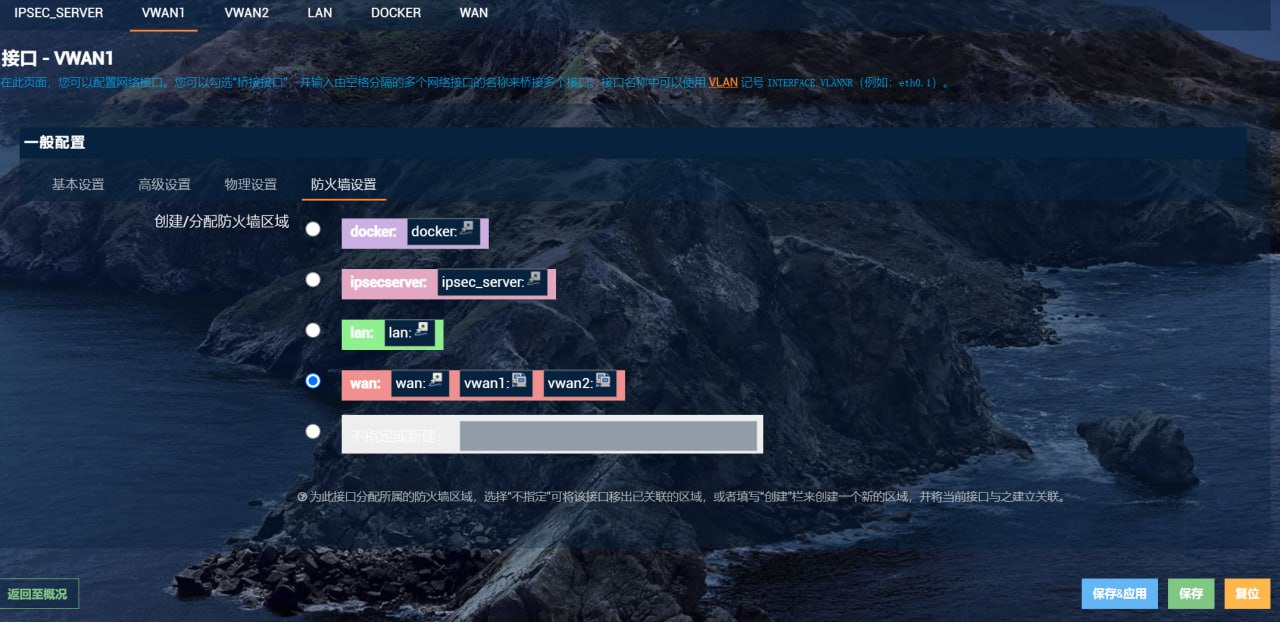 IPSEC_SERVER VWAN1 VWAN2 LAN DOCKER WAN
接口 - VWAN1
在此页面，您可以配置网络接口。您可以勾选"桥接接口"，并输入由空格分隔的多个网络接口的名称来桥接多个接口。接口名称中可以使用 VLAN 记号 INTERFACE.VLANNR（例如：eth0.1）。
一般配置
基本设置 高级设置 物理设置 防火墙设置
创建/分配防火墙区域
docker: docker:
ipsecserver: ipsec_server:
lan: lan:
wan: wan: vwan1: vwan2:
不指定或新建:
为此接口分配所属的防火墙区域，选择"不指定"可将该接口移出已关联的区域，或者填写"创建"栏来创建一个新的区域，并将当前接口与之建立关联。
返回至概况 保存&应用 保存 复位